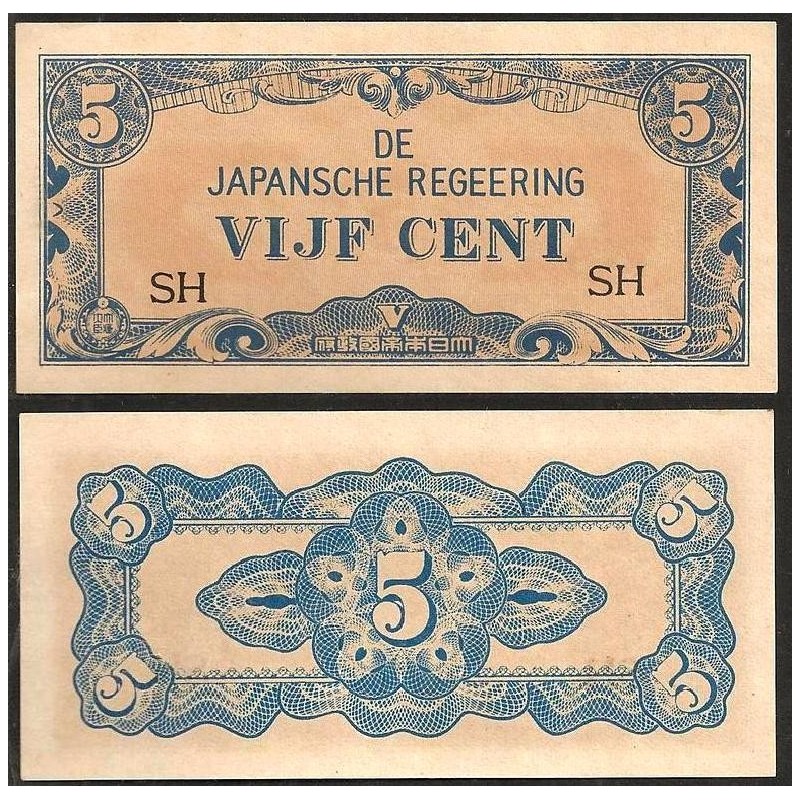 5 5
DE
JAPANSCHE REGEERING
VIJF CENT
SH SH
V
府政國帝本日大
5 5
5
5 5